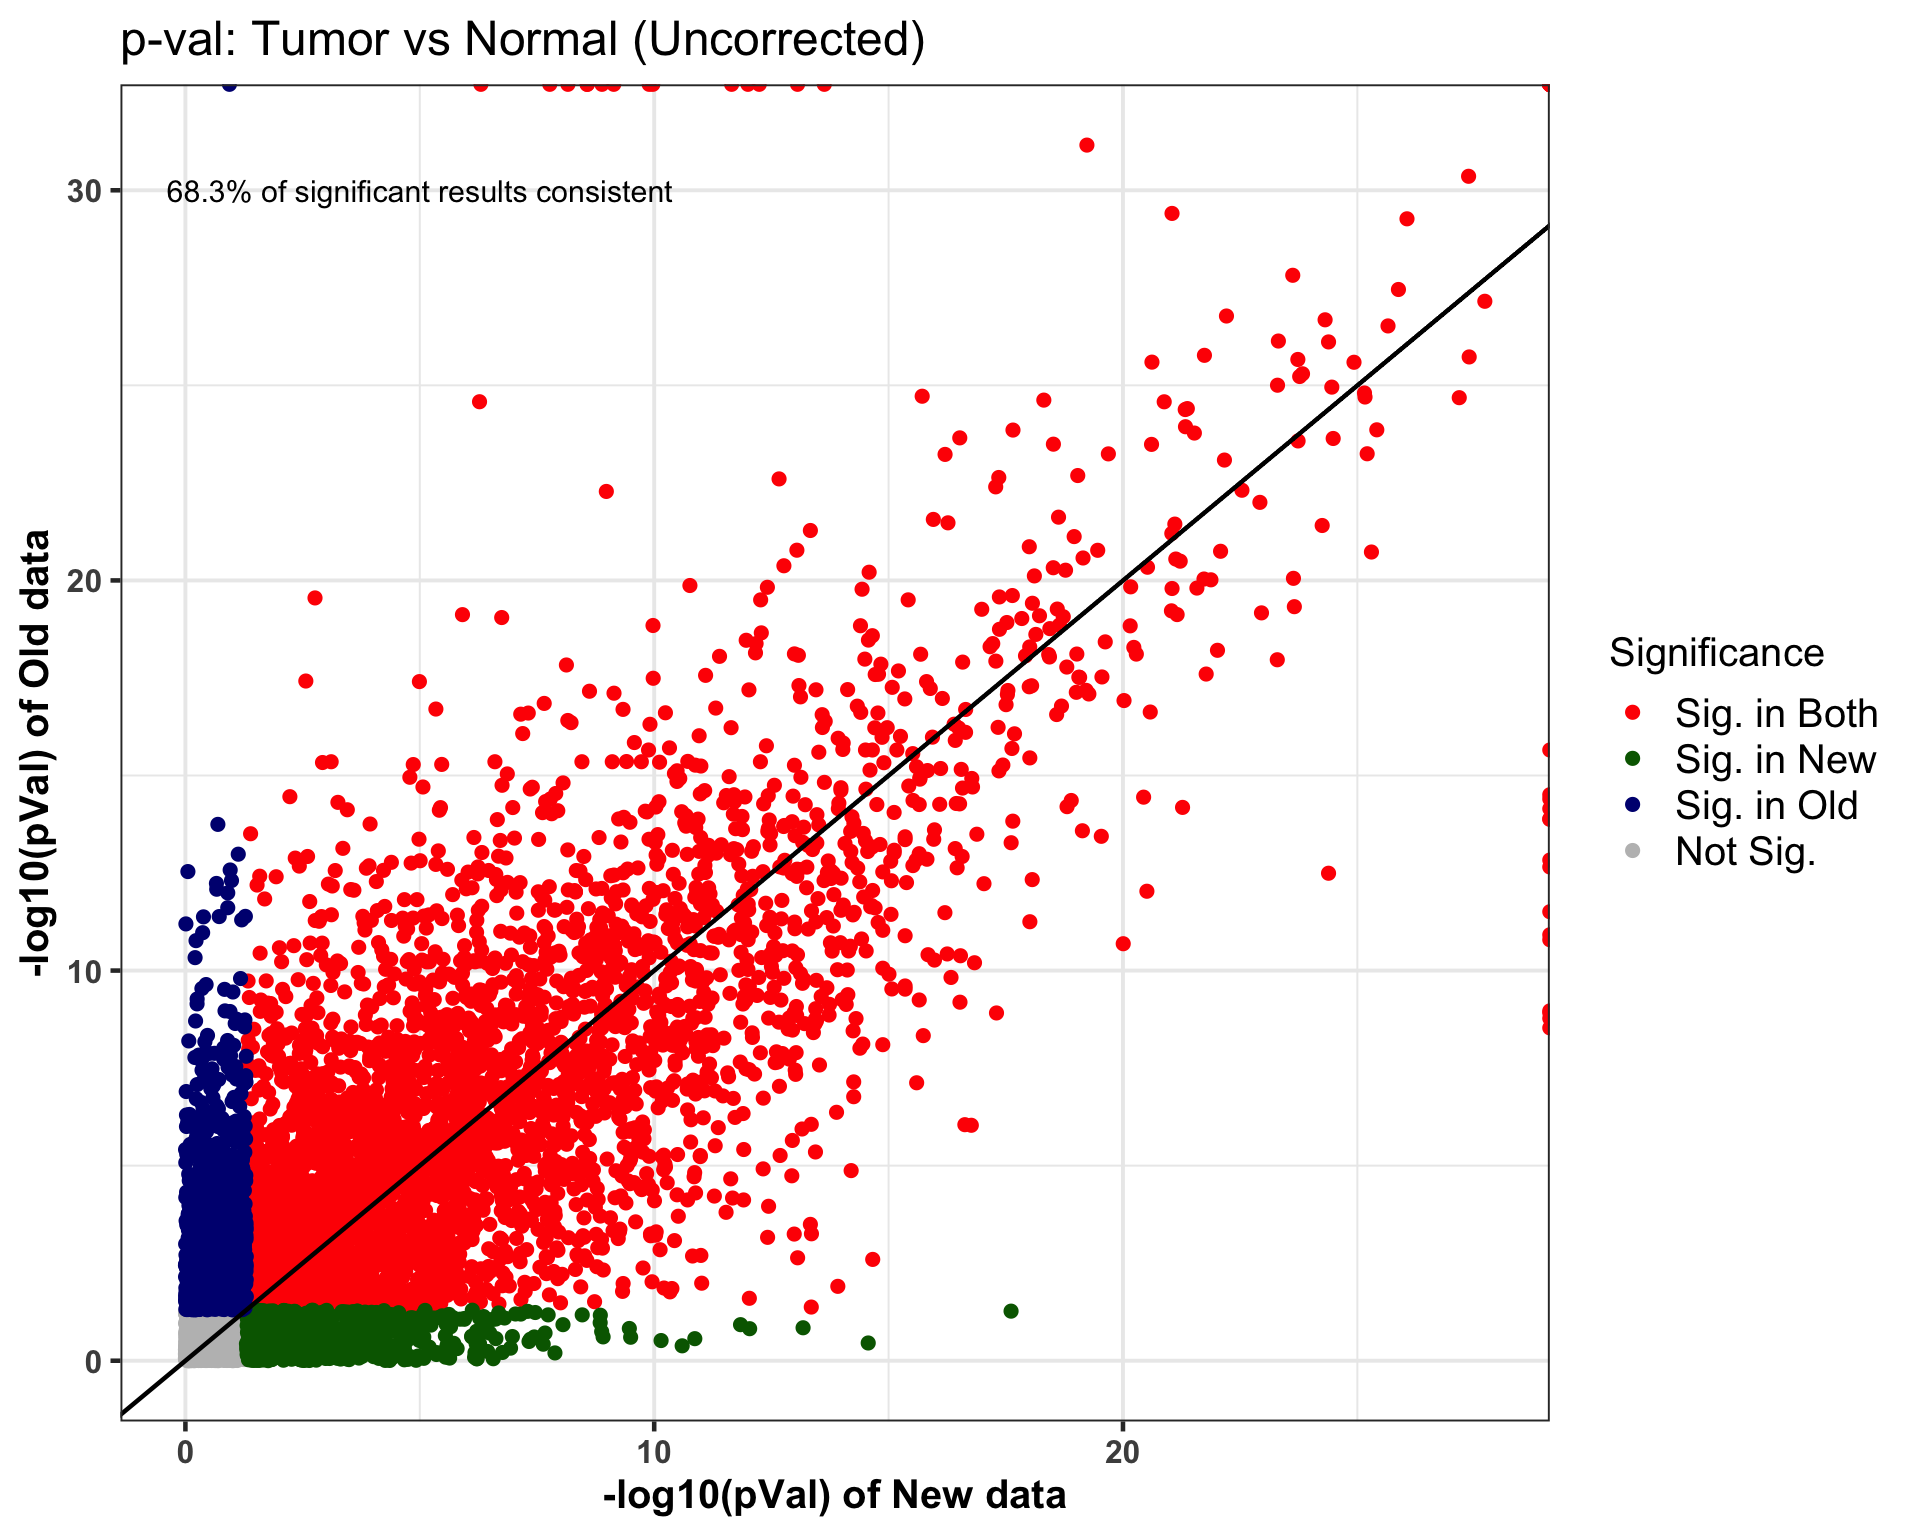 p-val: Tumor vs Normal (Uncorrected)
68.3% of significant results consistent
-log10(pVal) of Old data
30
20
10
0
0 10 20
-log10(pVal) of New data
Significance
Sig. in Both
Sig. in New
Sig. in Old
Not Sig.